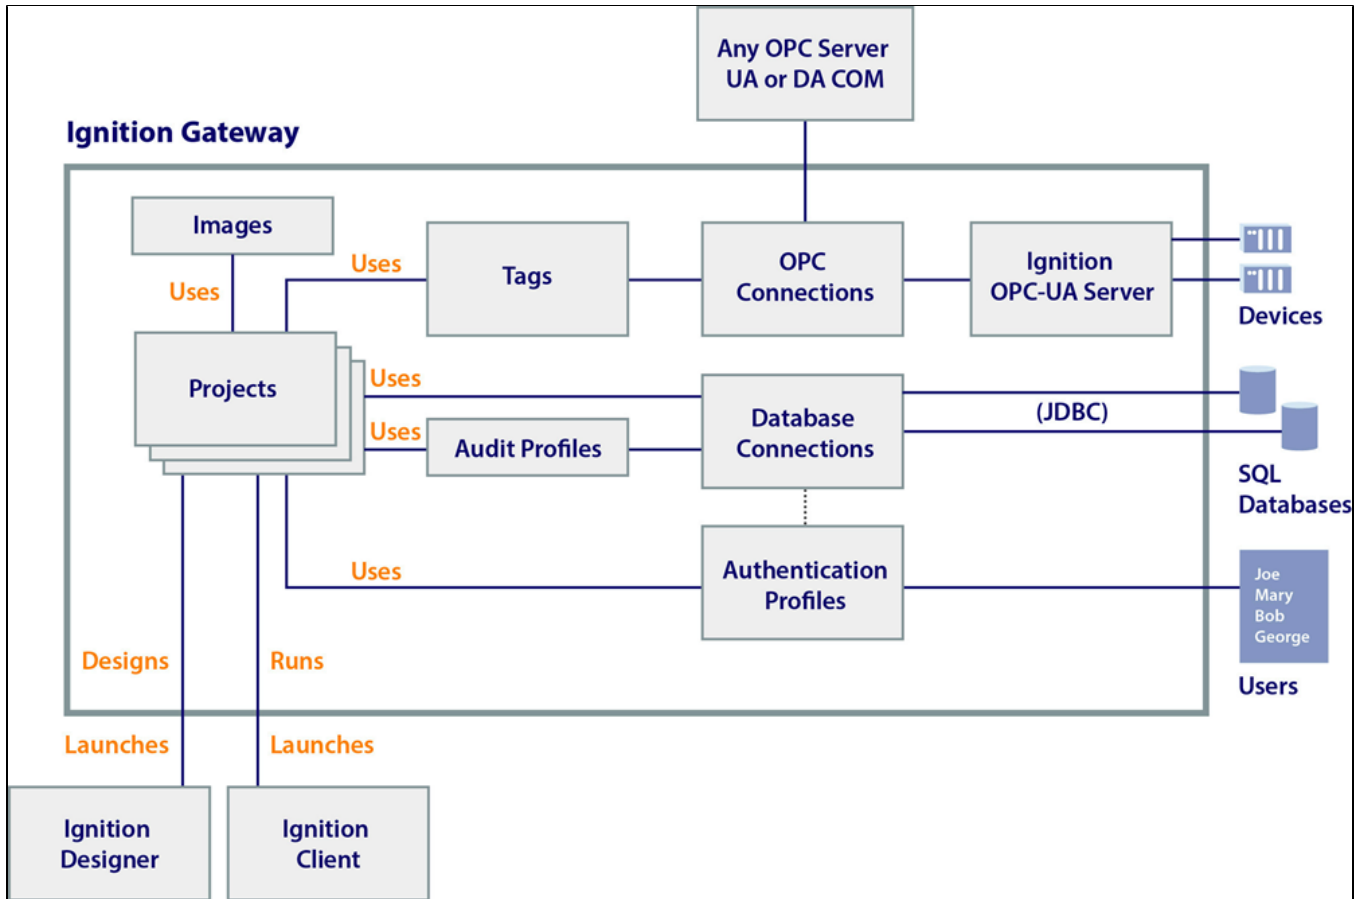 Any OPC Server
UA or DA COM
Ignition Gateway
Images
Uses
Uses
Tags
OPC
Connections
Ignition
OPC-UA Server
Devices
Projects
Uses
Uses
Audit Profiles
Database
Connections
(JDBC)
SQL
Databases
Uses
Authentication
Profiles
Joe
Mary
Bob
George
Users
Designs
Runs
Launches
Launches
Ignition
Designer
Ignition
Client